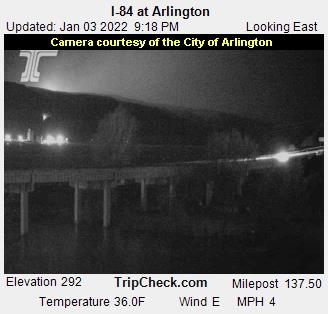 I-84 at Arlington
Updated: Jan 03 2022 9:18 PM Looking East
Camera courtesy of the City of Arlington
Elevation 292 TripCheck.com Milepost 137.50
Temperature 36.0F Wind E MPH 4